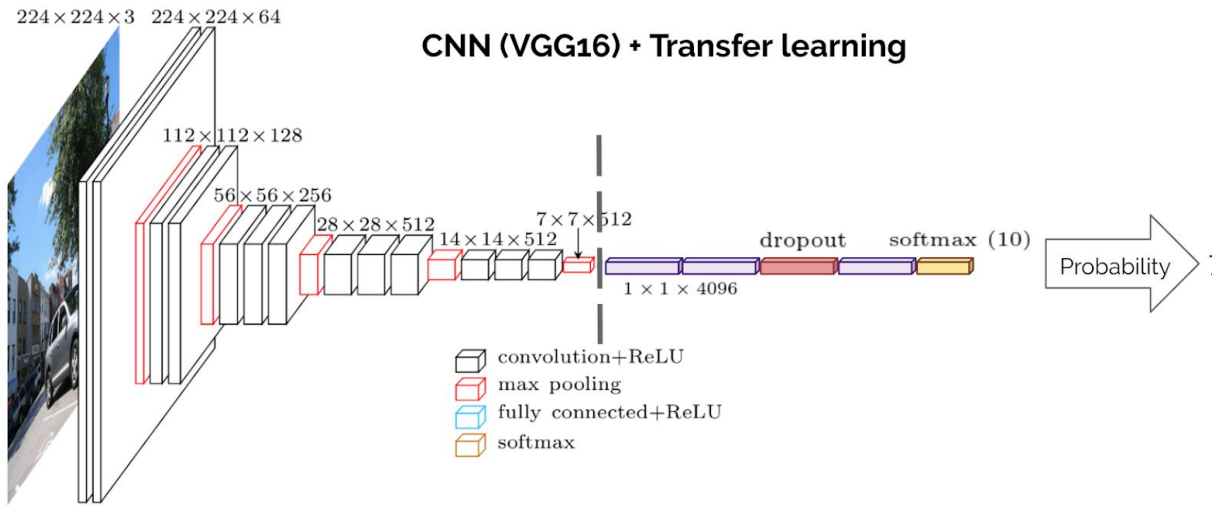 224 × 224 × 3
224 × 224 × 64
CNN (VGG16) + Transfer learning
112 × 112 × 128
56 × 56 × 256
28 × 28 × 512
14 × 14 × 512
7 × 7 × 512
dropout
softmax (10)
1 × 1 × 4096
Probability
convolution+ReLU
max pooling
fully connected+ReLU
softmax